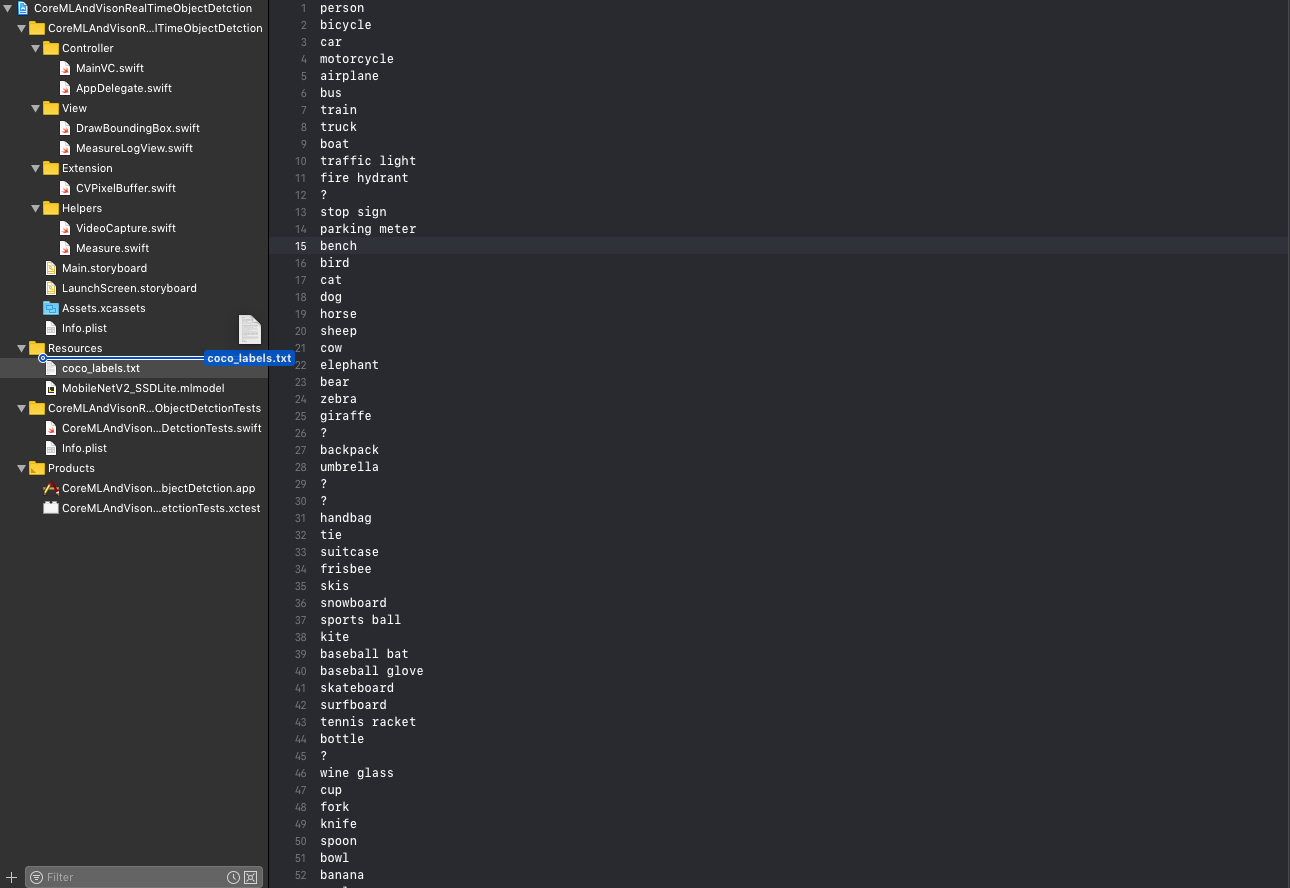 CoreMLAndVisonRealTimeObjectDetction
CoreMLAndVisonR...lTimeObjectDetction
Controller
MainVC.swift
AppDelegate.swift
View
DrawBoundingBox.swift
MeasureLogView.swift
Extension
CVPixelBuffer.swift
Helpers
VideoCapture.swift
Measure.swift
Main.storyboard
LaunchScreen.storyboard
Assets.xcassets
Info.plist
Resources
coco_labels.txt
coco_labels.txt
MobileNetV2_SSDLite.mlmodel
CoreMLAndVisonR...ObjectDetctionTests
CoreMLAndVison...DetctionTests.swift
Info.plist
Products
CoreMLAndVison...bjectDetction.app
CoreMLAndVison...etctionTests.xctest
Filter
1 person
2 bicycle
3 car
4 motorcycle
5 airplane
6 bus
7 train
8 truck
9 boat
10 traffic light
11 fire hydrant
12 ?
13 stop sign
14 parking meter
15 bench
16 bird
17 cat
18 dog
19 horse
20 sheep
21 cow
22 elephant
23 bear
24 zebra
25 giraffe
26 ?
27 backpack
28 umbrella
29 ?
30 ?
31 handbag
32 tie
33 suitcase
34 frisbee
35 skis
36 snowboard
37 sports ball
38 kite
39 baseball bat
40 baseball glove
41 skateboard
42 surfboard
43 tennis racket
44 bottle
45 ?
46 wine glass
47 cup
48 fork
49 knife
50 spoon
51 bowl
52 banana